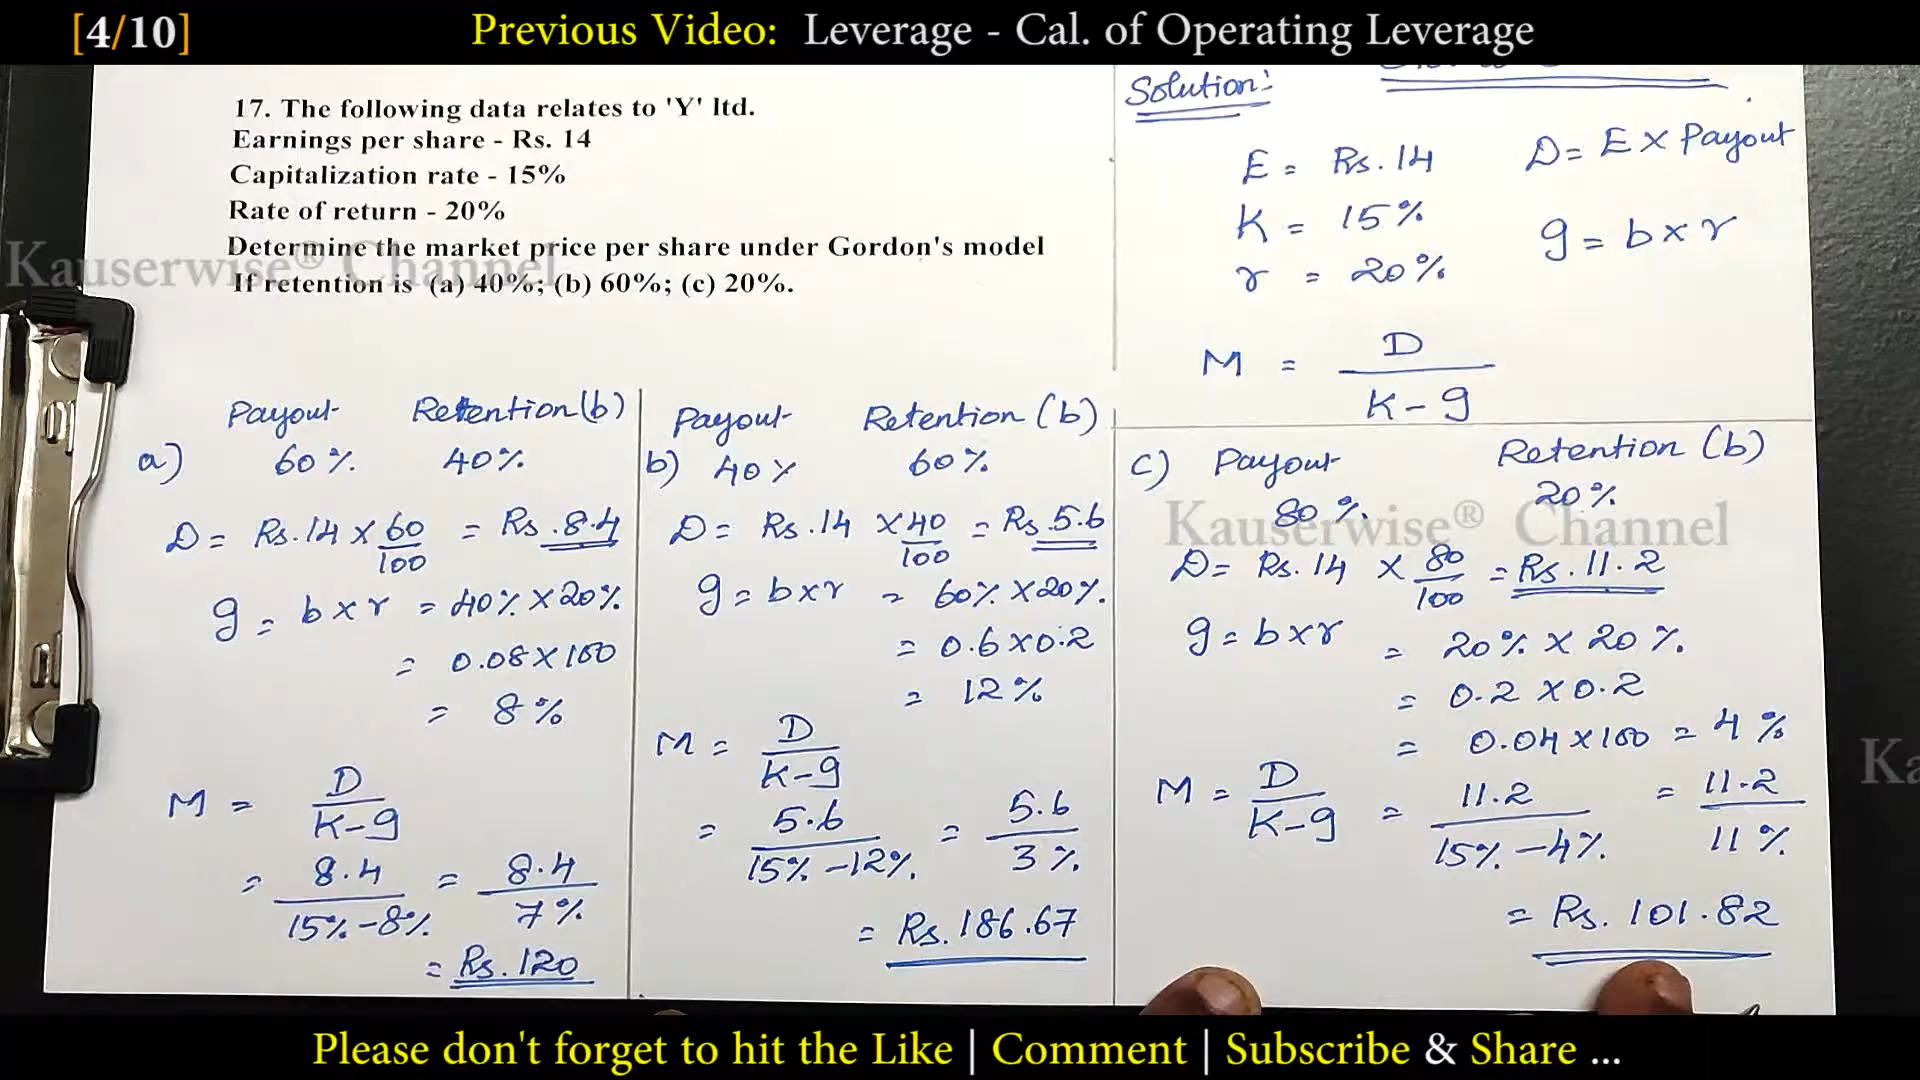 [4/10]
Previous Video: Leverage - Cal. of Operating Leverage
17. The following data relates to 'Y' ltd.
Earnings per share - Rs. 14
Capitalization rate - 15%
Rate of return - 20%
Determine the market price per share under Gordon's model
If retention is (a) 40%; (b) 60%; (c) 20%.
Kauserwise® Channel
Solution:
E = Rs. 14
D = E × Payout
K = 15%
g = b × r
r = 20%
M = D
K - g
Payout Retention (b)
a) 60% 40%
D = Rs. 14 × 60 = Rs. 8.4
100
g = b × r = 40% × 20%
= 0.08 × 100
= 8%
M = D
K - g
= 8.4 = 8.4
15% - 8% 7%
= Rs. 120
Payout Retention (b)
b) 40% 60%
D = Rs. 14 × 40 = Rs. 5.6
100
g = b × r = 60% × 20%
= 0.6 × 0.2
= 12%
M = D
K - g
= 5.6 = 5.6
15% - 12% 3%
= Rs. 186.67
c) Payout Retention (b)
80% 20%
Kauserwise® Channel
D = Rs. 14 × 80 = Rs. 11.2
100
g = b × r = 20% × 20%
= 0.2 × 0.2
= 0.04 × 100 = 4%
M = D = 11.2 = 11.2
K - g 15% - 4% 11%
= Rs. 101.82
Ka
Please don't forget to hit the Like | Comment | Subscribe & Share ...